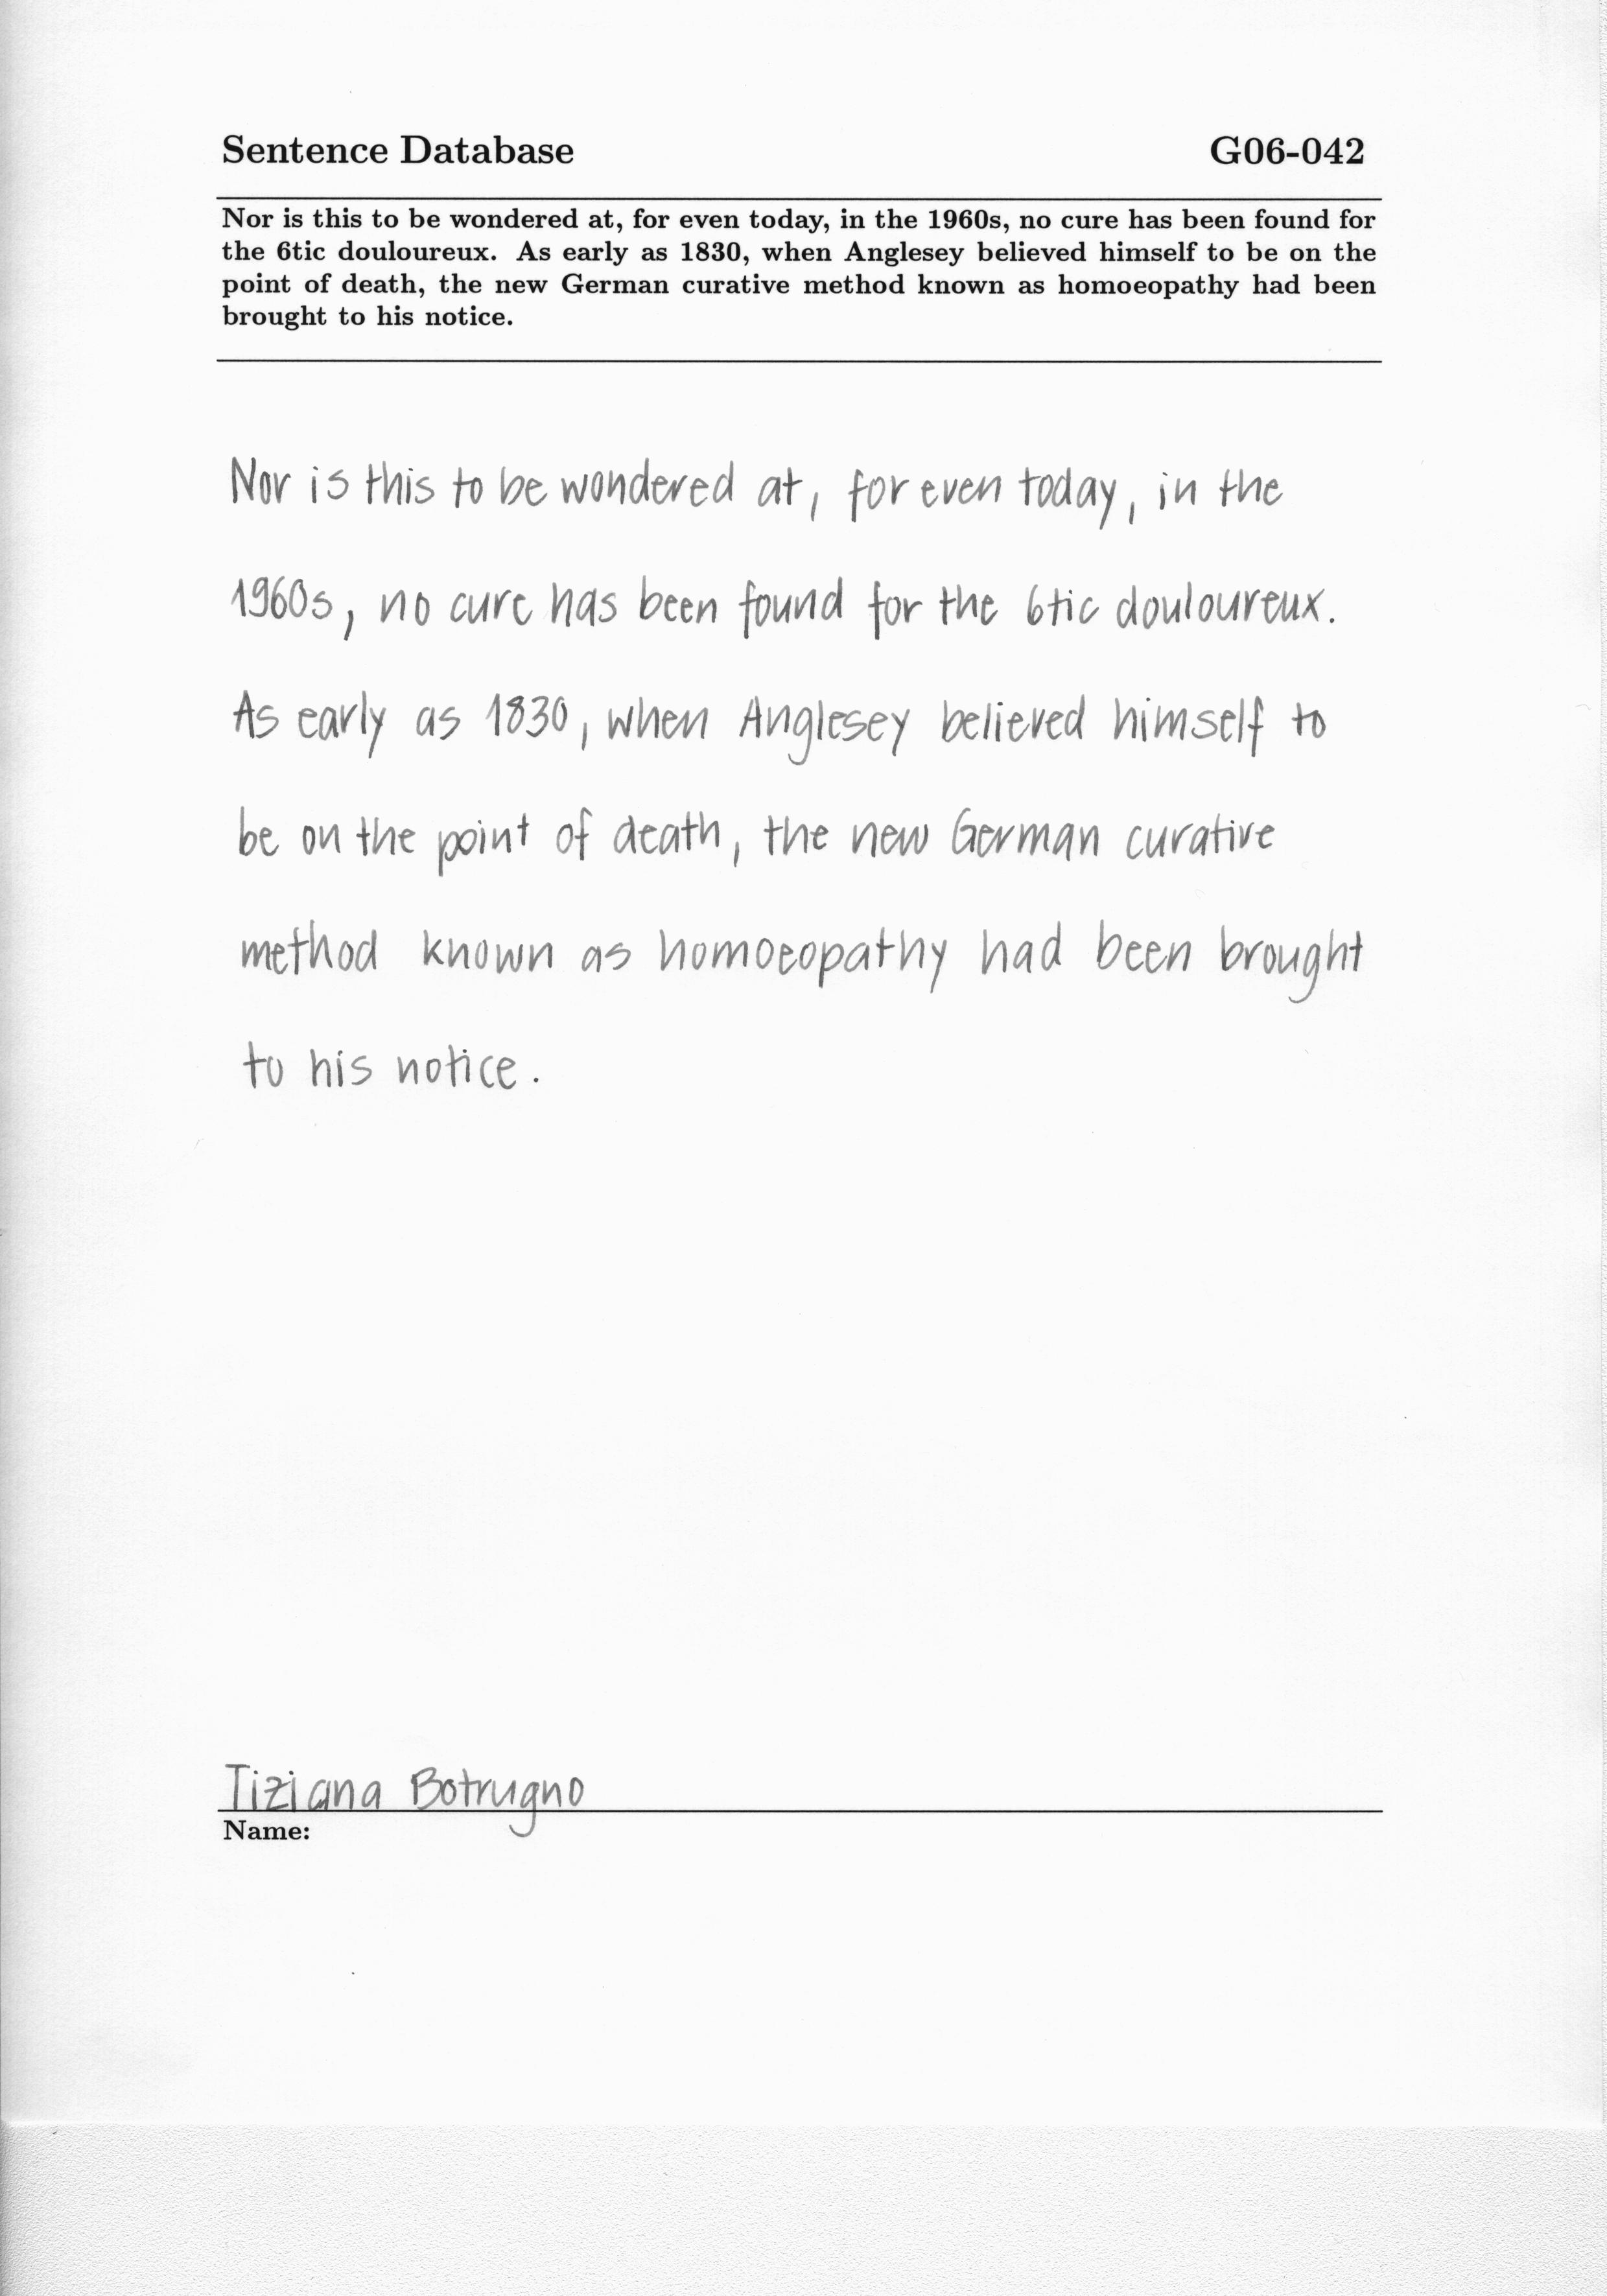 Sentence Database G06-042
Nor is this to be wondered at, for even today, in the 1960s, no cure has been found for
the 6tic douloureux. As early as 1830, when Anglesey believed himself to be on the
point of death, the new German curative method known as homoeopathy had been
brought to his notice.
Nor is this to be wondered at, for even today, in the
1960s, no cure has been found for the 6tic douloureux.
As early as 1830, when Anglesey believed himself to
be on the point of death, the new German curative
method known as homoeopathy had been brought
to his notice.
Tiziana Botrugno
Name: